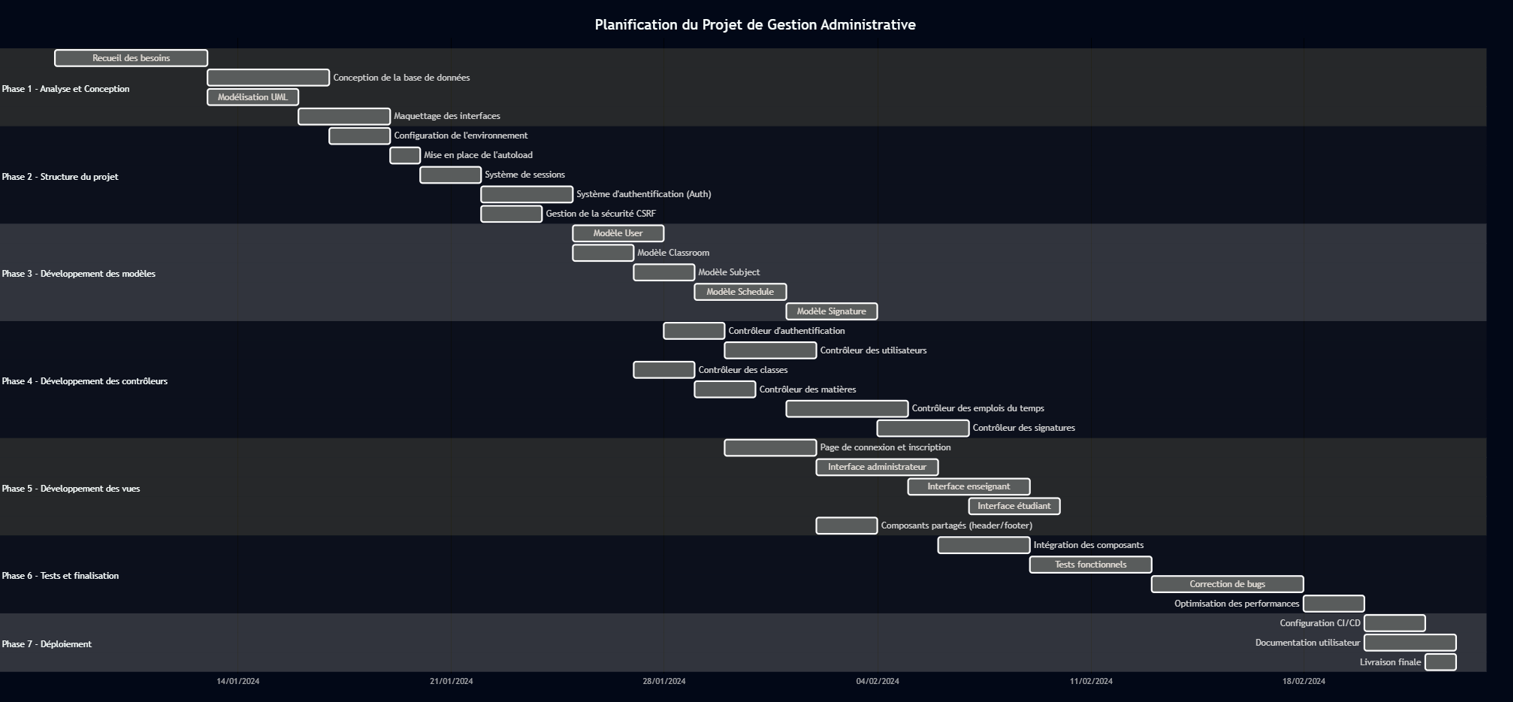 Planification du Projet de Gestion Administrative
Phase 1 - Analyse et Conception
Recueil des besoins
Conception de la base de données
Modélisation UML
Maquettage des interfaces
Phase 2 - Structure du projet
Configuration de l'environnement
Mise en place de l'autoload
Système de sessions
Système d'authentification (Auth)
Gestion de la sécurité CSRF
Phase 3 - Développement des modèles
Modèle User
Modèle Classroom
Modèle Subject
Modèle Schedule
Modèle Signature
Phase 4 - Développement des contrôleurs
Contrôleur d'authentification
Contrôleur des utilisateurs
Contrôleur des classes
Contrôleur des matières
Contrôleur des emplois du temps
Contrôleur des signatures
Phase 5 - Développement des vues
Page de connexion et inscription
Interface administrateur
Interface enseignant
Interface étudiant
Composants partagés (header/footer)
Phase 6 - Tests et finalisation
Intégration des composants
Tests fonctionnels
Correction de bugs
Optimisation des performances
Phase 7 - Déploiement
Configuration CI/CD
Documentation utilisateur
Livraison finale
14/01/2024
21/01/2024
28/01/2024
04/02/2024
11/02/2024
18/02/2024